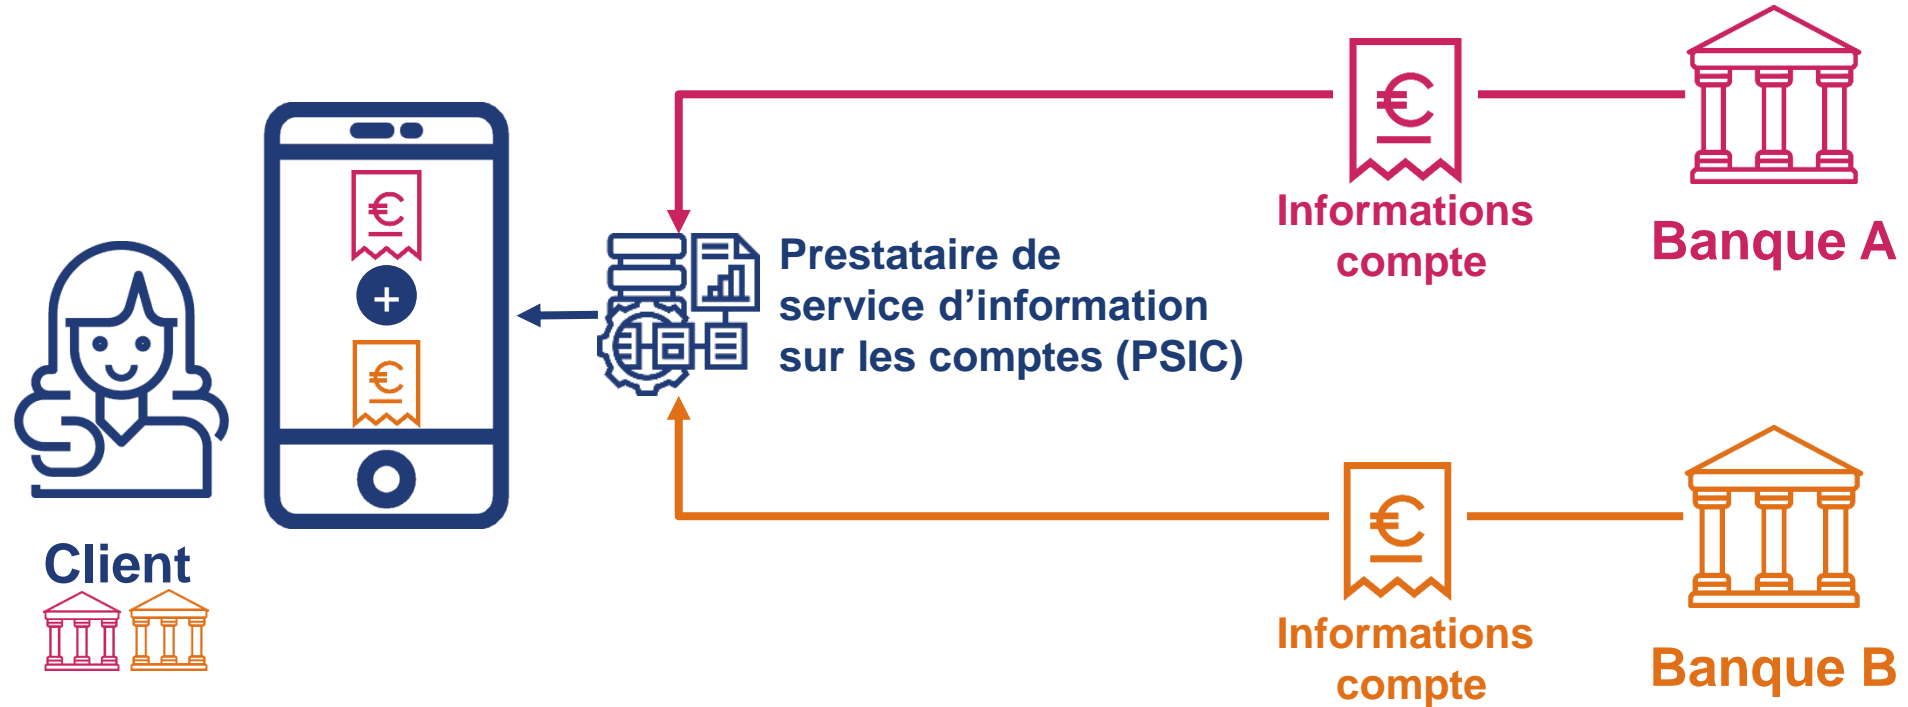 Informations
compte
Banque A
Prestataire de
service d’information
sur les comptes (PSIC)
Client
Informations
compte
Banque B